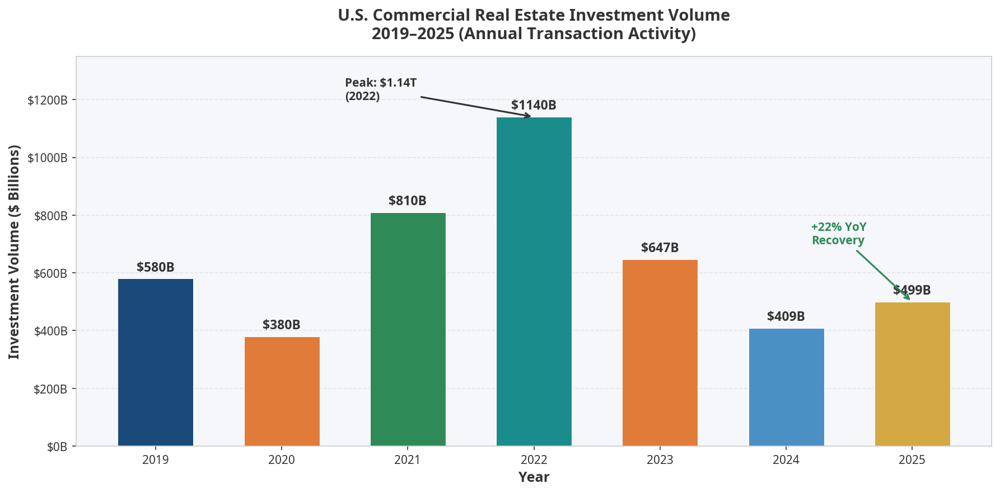 U.S. Commercial Real Estate Investment Volume
2019–2025 (Annual Transaction Activity)
Investment Volume ($ Billions)
$1200B
$1000B
$800B
$600B
$400B
$200B
$0B
Peak: $1.14T
(2022)
+22% YoY
Recovery
$580B
$380B
$810B
$1140B
$647B
$409B
$499B
2019
2020
2021
2022
2023
2024
2025
Year